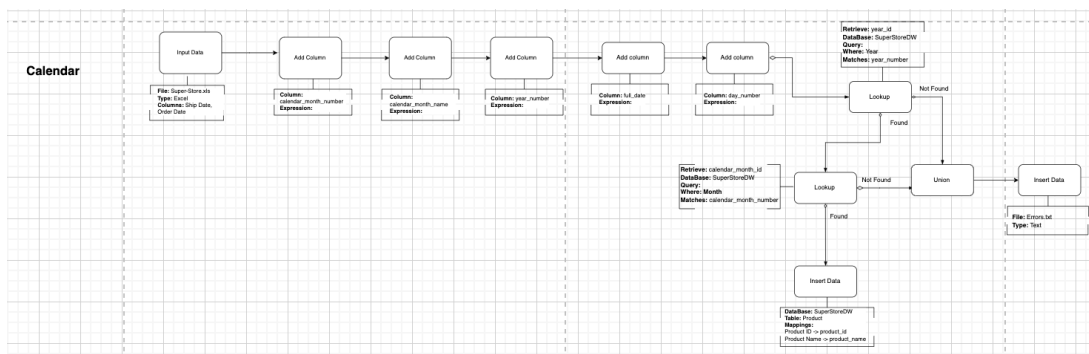 Calendar
Input Data
File: Super-Store.xls
Type: Excel
Columns: Ship Date,
Order Date
Add Column
Column:
calendar_month_number
Expression:
Add Column
Column:
calendar_month_name
Expression:
Add Column
Column: year_number
Expression:
Add column
Column: full_date
Expression:
Add column
Column: day_number
Expression:
Retrieve: year_id
DataBase: SuperStoreDW
Query:
Where: Year
Matches: year_number
Lookup
Not Found
Found
Retrieve: calendar_month_id
DataBase: SuperStoreDW
Query:
Where: Month
Matches: calendar_month_number
Lookup
Not Found
Found
Union
Insert Data
File: Errors.txt
Type: Text
Insert Data
DataBase: SuperStoreDW
Table: Product
Mappings:
Product ID -> product_id
Product Name -> product_name